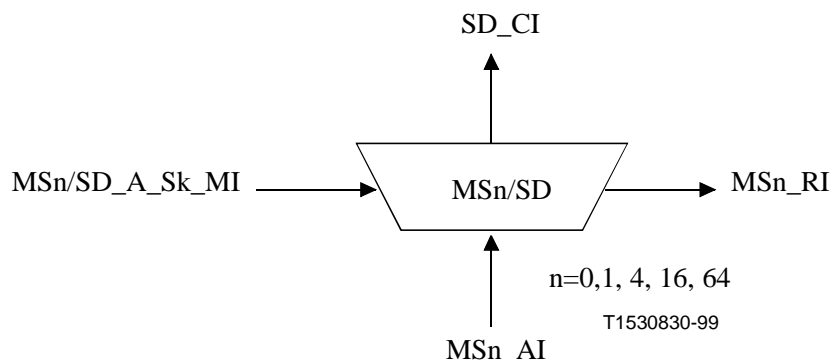 SD_CI
MSn/SD_A_Sk_MI
MSn/SD
MSn_RI
n=0,1, 4, 16, 64
T1530830-99
MSn_AI